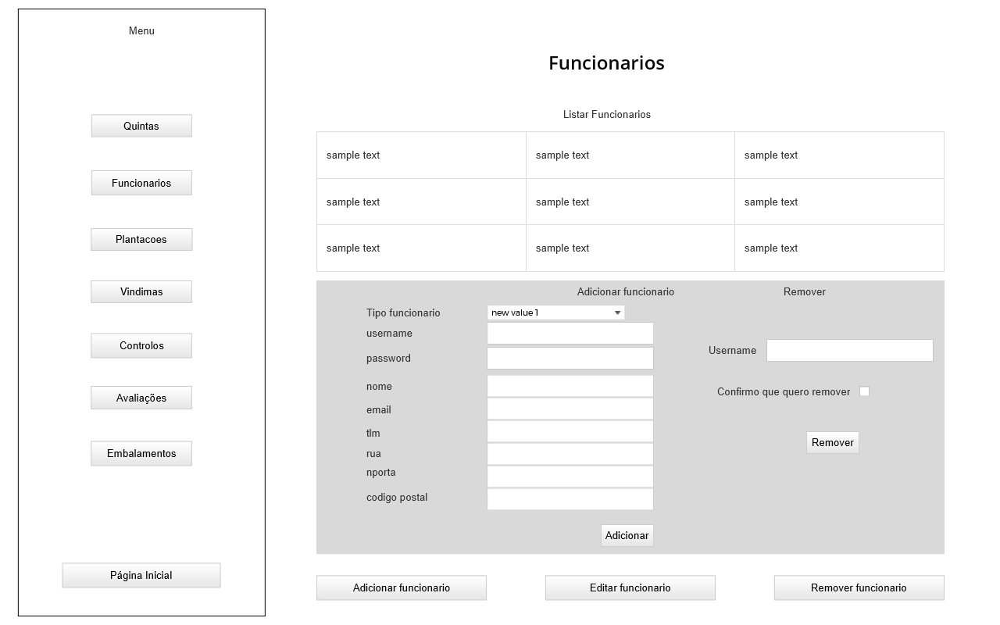 Menu
Quintas
Funcionarios
Plantacoes
Vindimas
Controlos
Avaliações
Embalamentos
Página Inicial
Funcionarios
Listar Funcionarios
sample text sample text sample text
sample text sample text sample text
sample text sample text sample text
Adicionar funcionario
Tipo funcionario new value 1
username
password
nome
email
tlm
rua
nporta
codigo postal
Adicionar
Remover
Username
Confirmo que quero remover
Remover
Adicionar funcionario Editar funcionario Remover funcionario